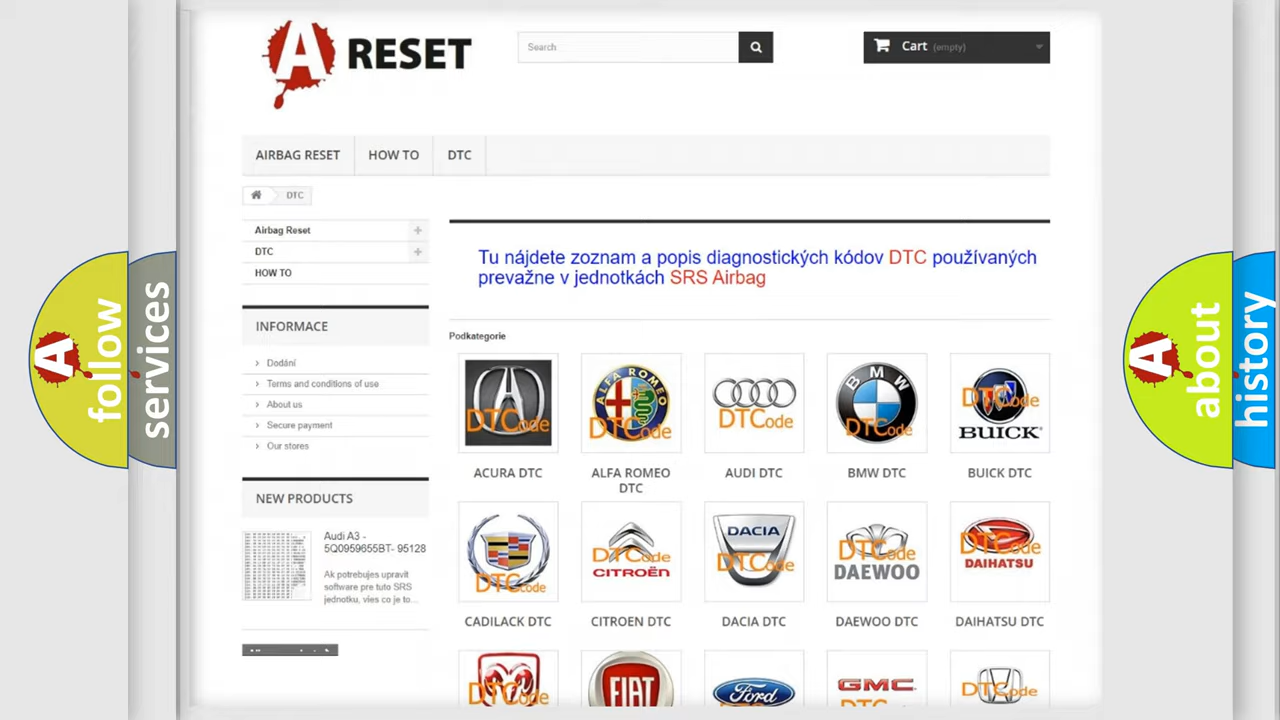 A RESET
Search
Cart (empty)
AIRBAG RESET
HOW TO
DTC
DTC
Airbag Reset
DTC
HOW TO
Tu nájdete zoznam a popis diagnostických kódov DTC používaných
prevažne v jednotkách SRS Airbag
INFORMACE
Dodání
Terms and conditions of use
About us
Secure payment
Our stores
Podkategorie
DTCode
ALFA ROMEO
DTCode
DTCode
BMW
DTCode
DTCode
BUICK
ACURA DTC
ALFA ROMEO
DTC
AUDI DTC
BMW DTC
BUICK DTC
NEW PRODUCTS
Audi A3 -
5Q0959655BT- 95128
Ak potrebujes upravit
software pre tuto SRS
jednotku, vies co je to...
DTCode
DTCode
CITROËN
DACIA
DTCode
DTCode
DAEWOO
DTCode
DAIHATSU
CADILACK DTC
CITROEN DTC
DACIA DTC
DAEWOO DTC
DAIHATSU DTC
DTCode
FIAT
Ford
GMC
DTCode
A follow
services
A about
history